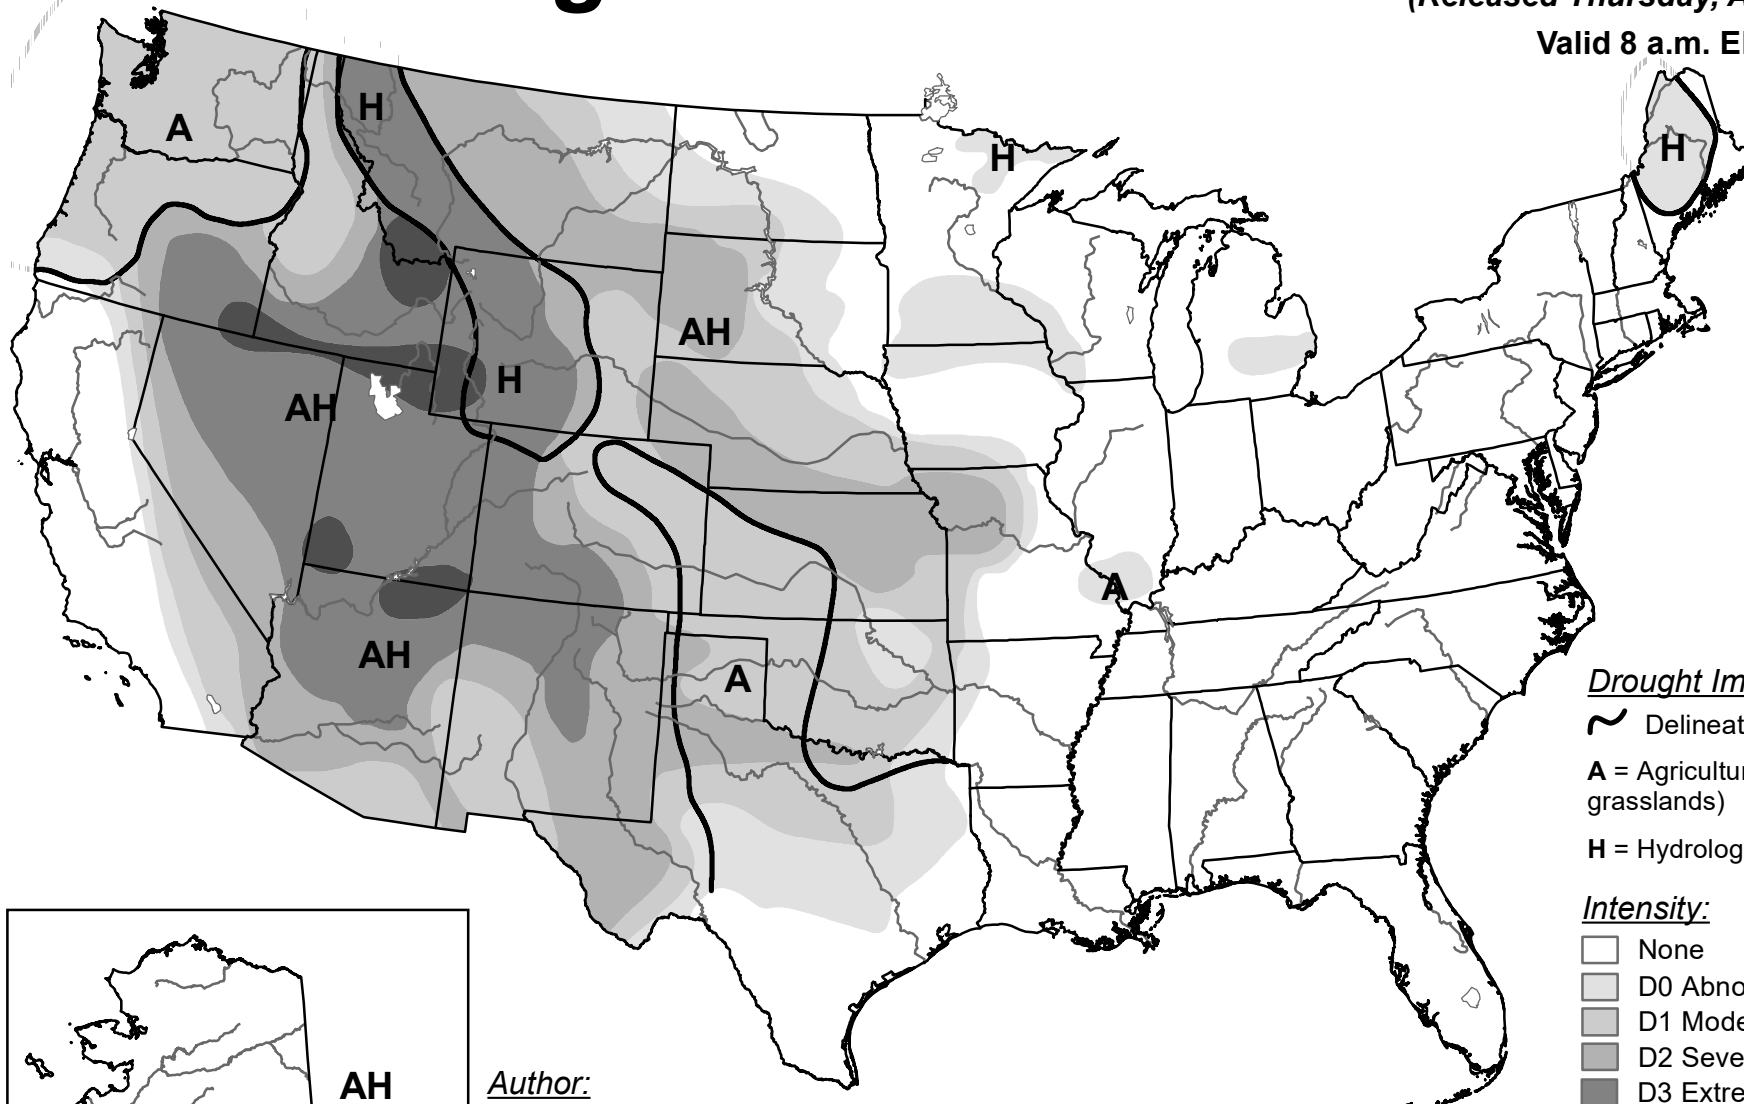 (Released Thursday, A
Valid 8 a.m. E
H
A
H
H
AH
H
AH
A
AH
A
Drought Im
Delineat
A = Agricultur
grasslands)
H = Hydrolog
Intensity:
None
D0 Abno
D1 Mode
D2 Seve
D3 Extre
AH
Author: